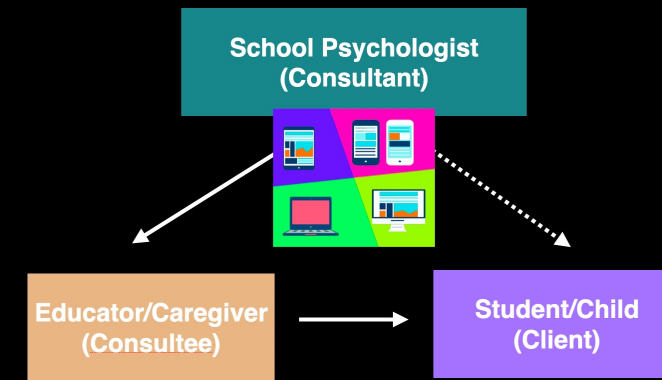 School Psychologist
(Consultant)
Educator/Caregiver
(Consultee)
Student/Child
(Client)